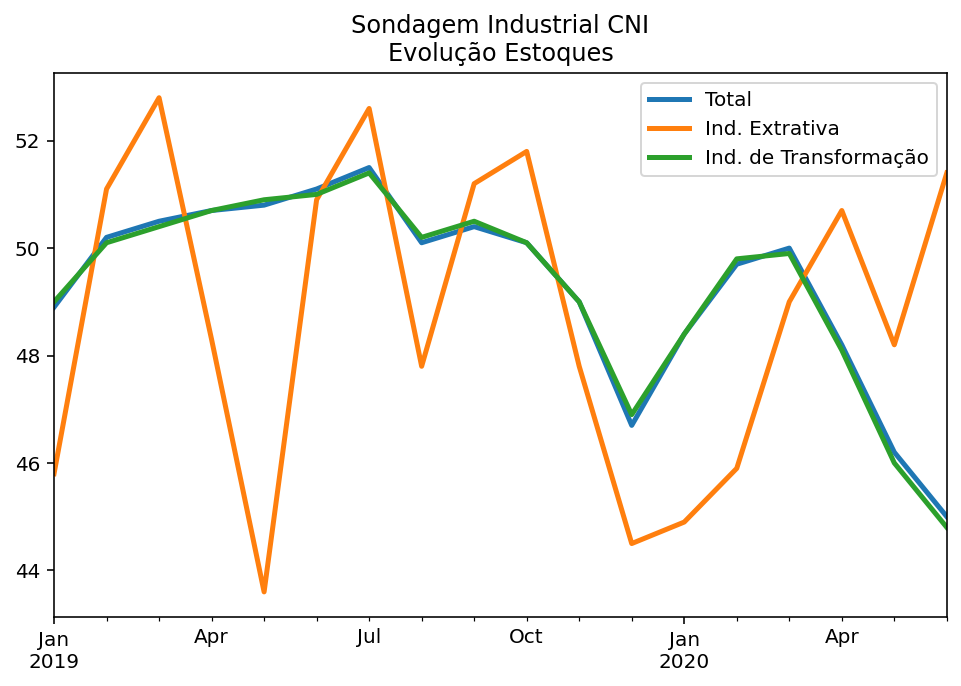 Sondagem Industrial CNI
Evolução Estoques
Total
Ind. Extrativa
Ind. de Transformação
52
50
48
46
44
Jan
2019
Apr
Jul
Oct
Jan
2020
Apr